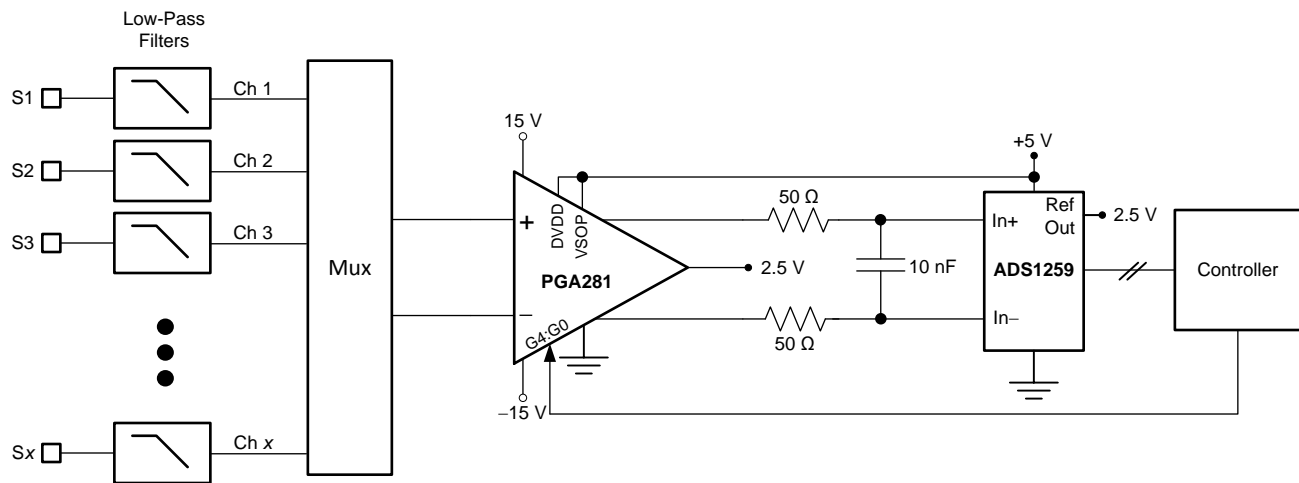 Low-Pass
Filters
S1
Ch 1
S2
Ch 2
S3
Ch 3
Sx
Ch x
Mux
15 V
+
−
DVDD
VSOP
PGA281
G4:G0
−15 V
2.5 V
50 Ω
50 Ω
10 nF
+5 V
In+
Ref
Out
2.5 V
ADS1259
In−
Controller